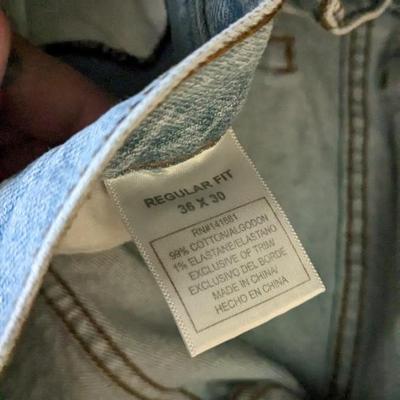 REGULAR FIT
36 X 30
RN#141661
99% COTTON/ALGODON
1% ELASTANE/ELASTANO
EXCLUSIVE OF TRIM
EXCLUSIVO DEL BORDE
MADE IN CHINA/
HECHO EN CHINA